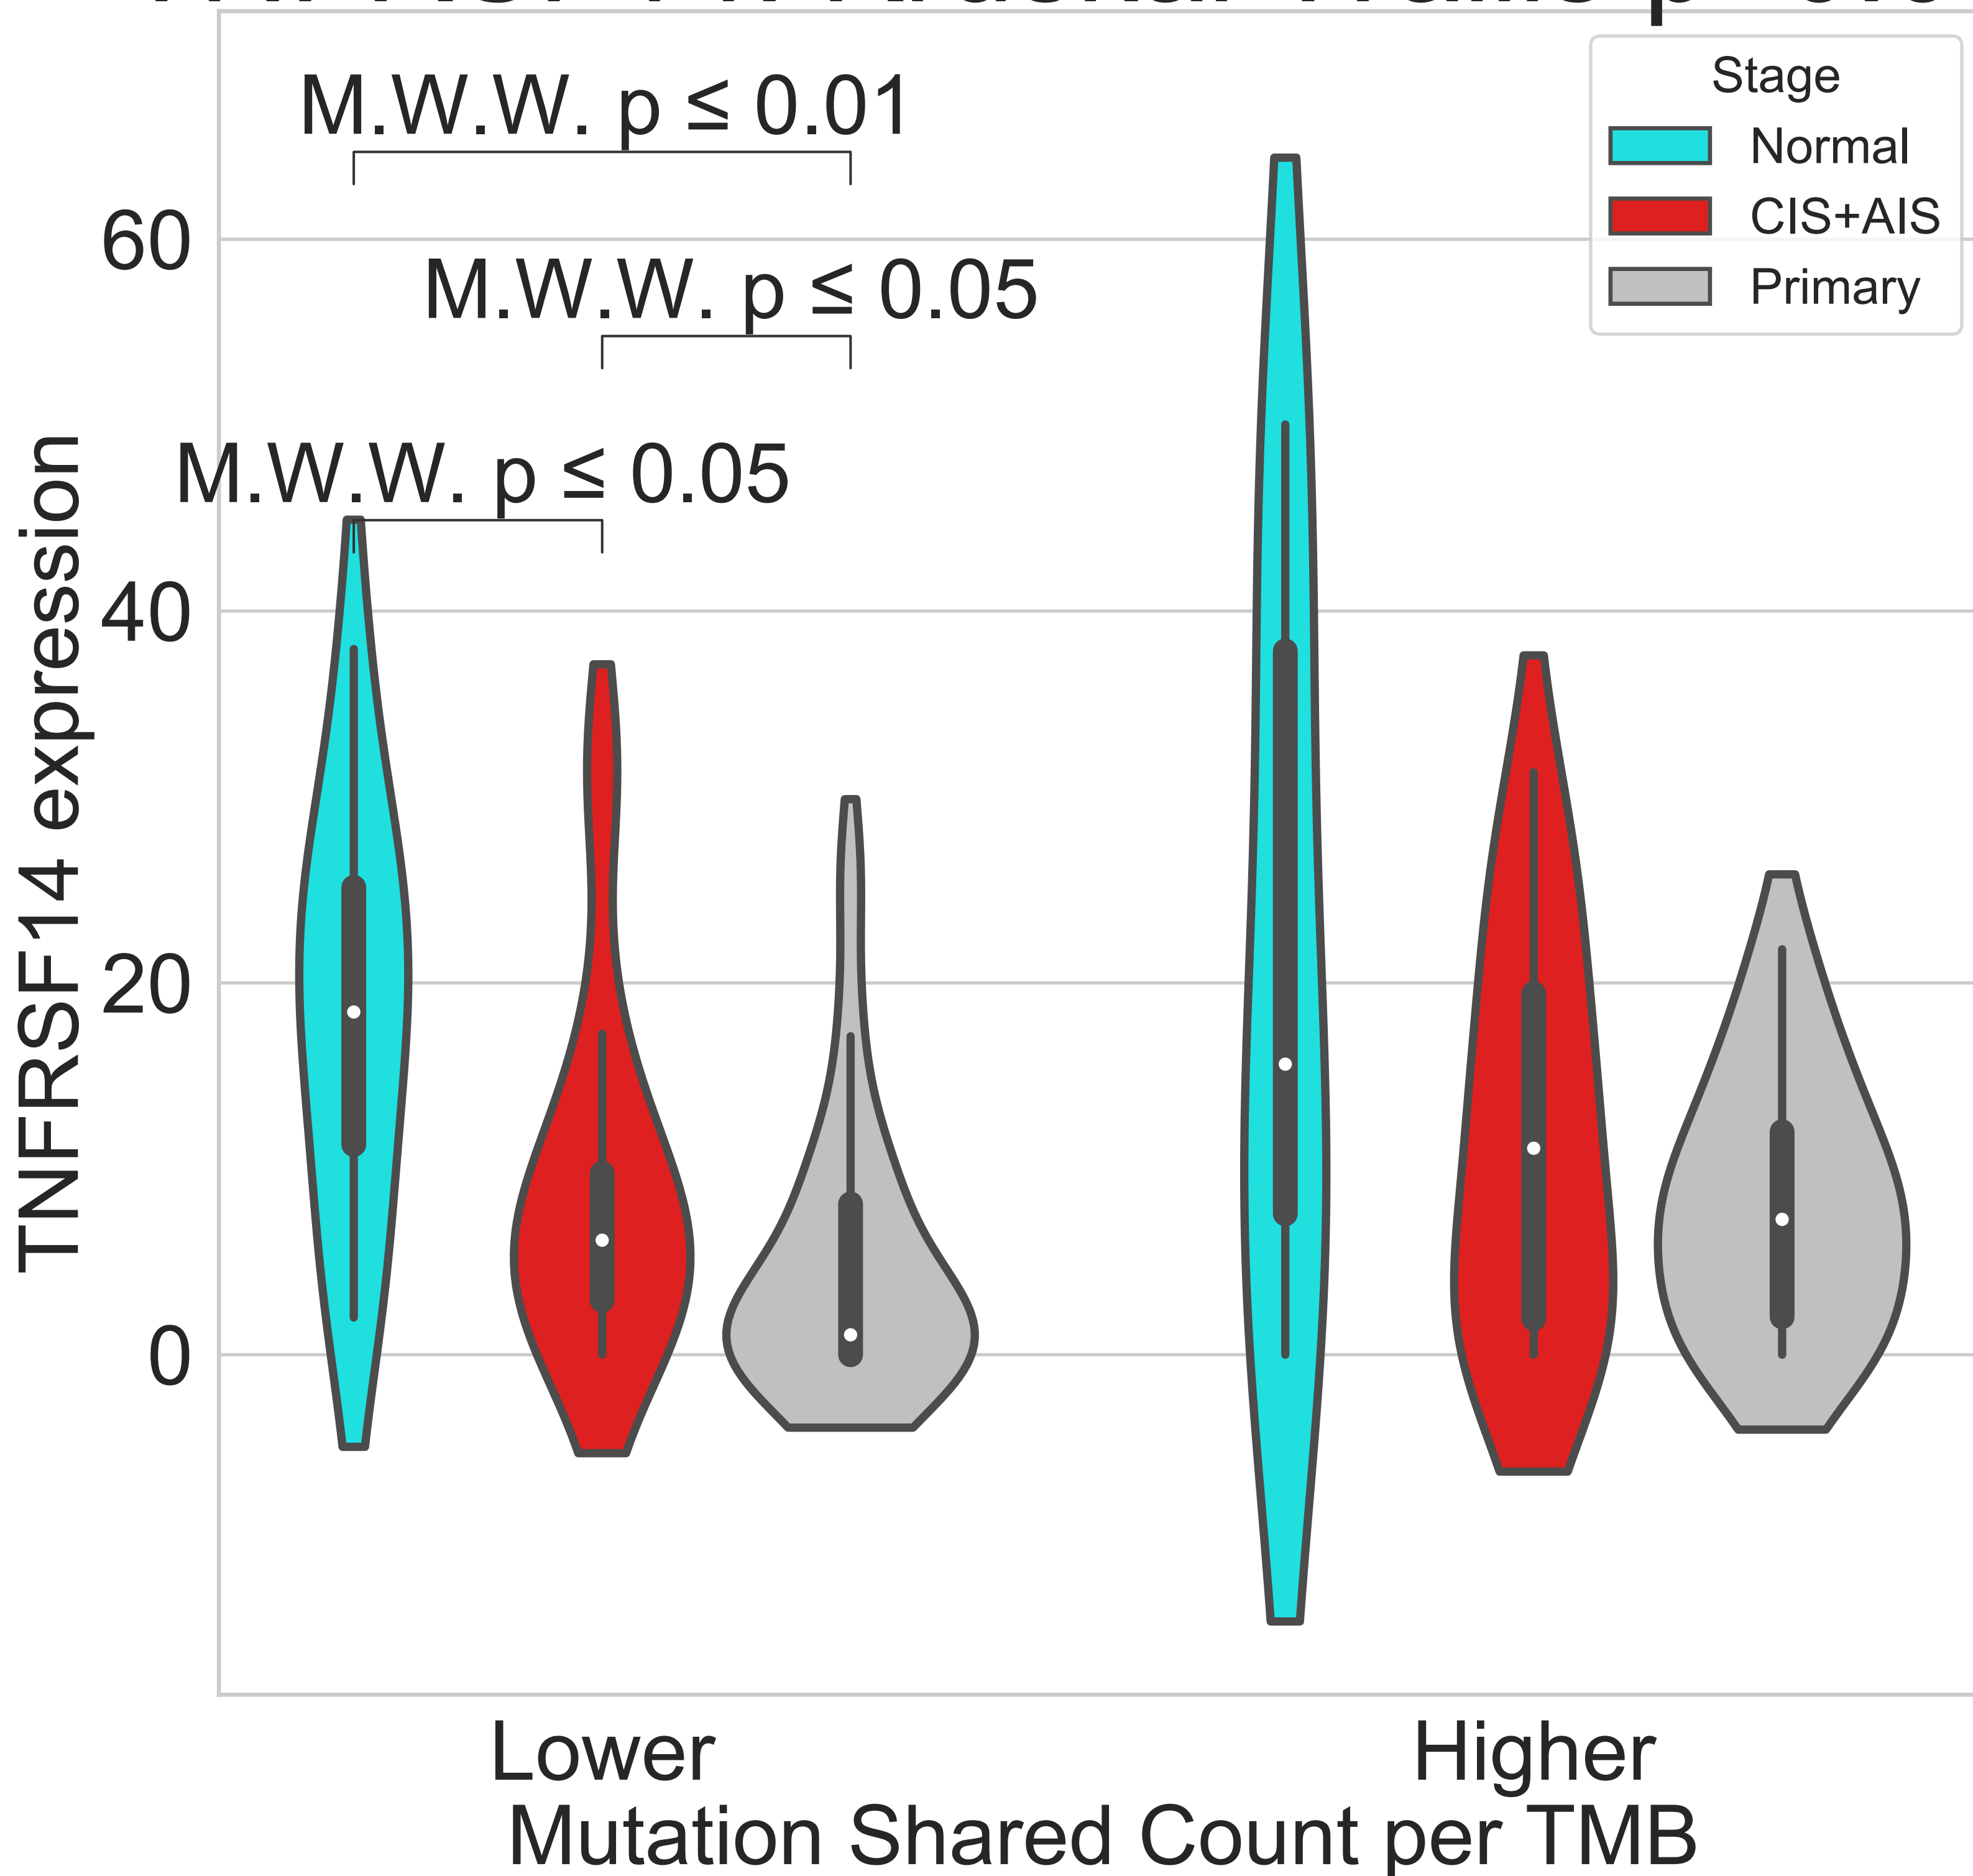 M.W.W. p ≤ 0.01
M.W.W. p ≤ 0.05
M.W.W. p ≤ 0.05
Stage
Normal
CIS+AIS
Primary
60
40
20
0
TNFRSF14 expression
Lower
Higher
Mutation Shared Count per TMB